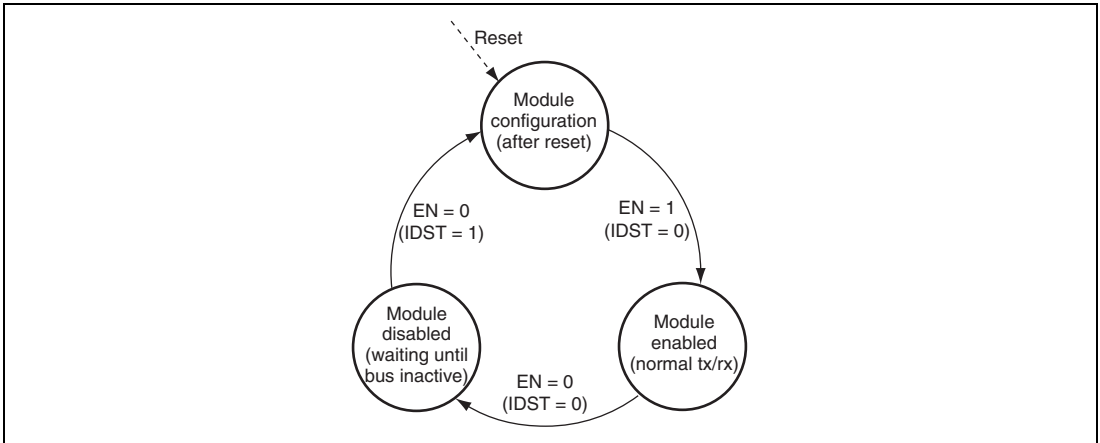 Reset
Module
configuration
(after reset)
EN = 0
(IDST = 1)
EN = 1
(IDST = 0)
Module
disabled
(waiting until
bus inactive)
Module
enabled
(normal tx/rx)
EN = 0
(IDST = 0)